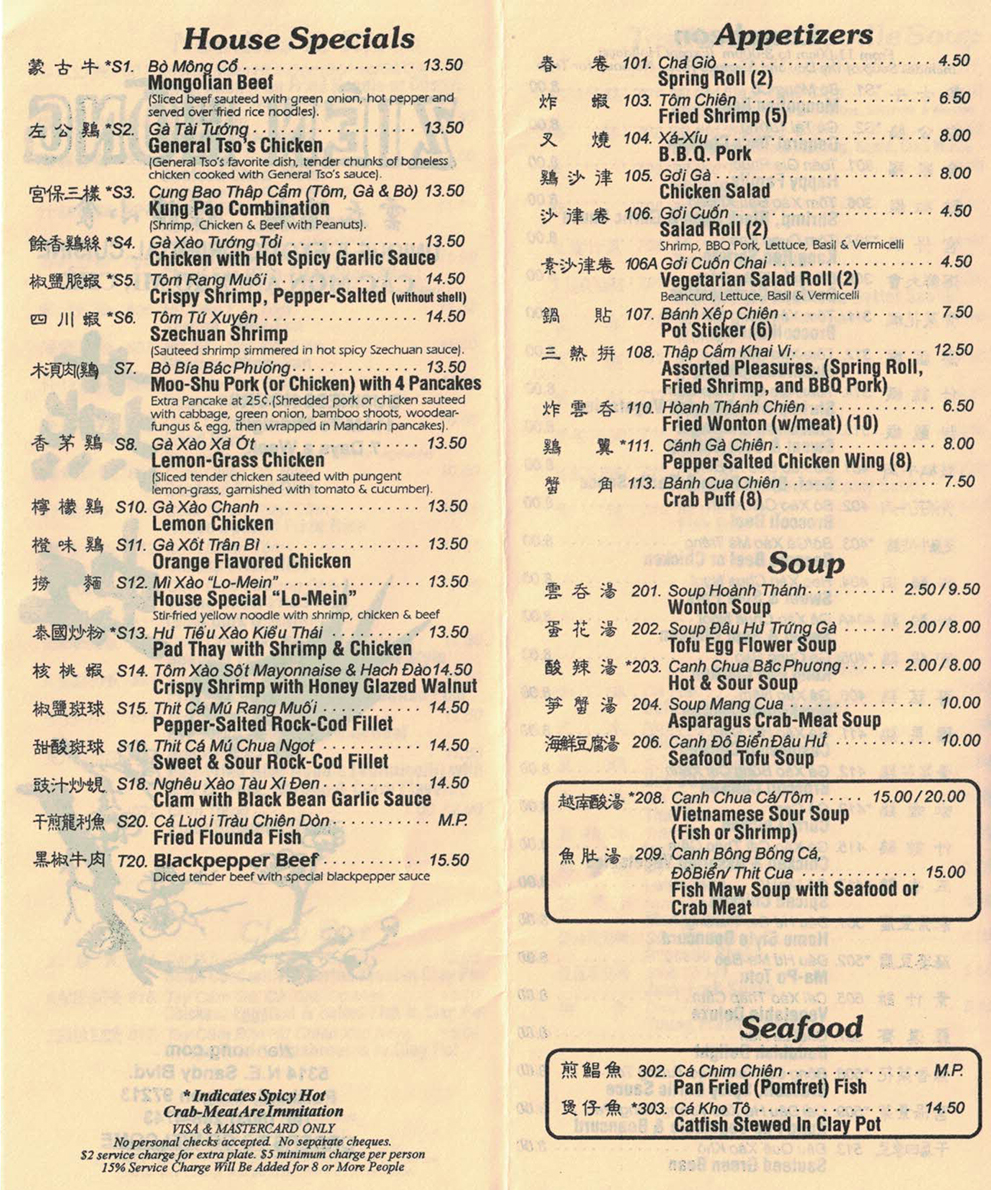 House Specials
蒙古牛 *S1. Bò Mông Cổ 13.50
Mongolian Beef
(Sliced beef sauteed with green onion, hot pepper and
served over fried rice noodles).
左公鷄 *S2. Gà Tài Tướng 13.50
General Tso's Chicken
(General Tso's favorite dish, tender chunks of boneless
chicken cooked with General Tso's sauce).
宮保三樣 *S3. Cung Bao Thập Cẩm (Tôm, Gà & Bò) 13.50
Kung Pao Combination
(Shrimp, Chicken & Beef with Peanuts).
餘香鷄絲 *S4. Gà Xào Tướng Tỏi 13.50
Chicken with Hot Spicy Garlic Sauce
椒鹽脆蝦 *S5. Tôm Rang Muối 14.50
Crispy Shrimp, Pepper-Salted (without shell)
四川蝦 *S6. Tôm Tứ Xuyên 14.50
Szechuan Shrimp
(Sauteed shrimp simmered in hot spicy Szechuan sauce).
木須肉(鷄) S7. Bò Bía Bắc Phương 13.50
Moo-Shu Pork (or Chicken) with 4 Pancakes
Extra Pancake at 25¢. (Shredded pork or chicken sauteed
with cabbage, green onion, bamboo shoots, woodear-
fungus & egg, then wrapped in Mandarin pancakes).
香茅鷄 S8. Gà Xào Xả Ớt 13.50
Lemon-Grass Chicken
(Sliced tender chicken sauteed with pungent
lemon-grass, garnished with tomato & cucumber).
檸檬鷄 S10. Gà Xào Chanh 13.50
Lemon Chicken
橙味鷄 S11. Gà Xốt Trân Bì 13.50
Orange Flavored Chicken
撈麵 S12. Mì Xào "Lo-Mein" 13.50
House Special "Lo-Mein"
Stir-fried yellow noodle with shrimp, chicken & beef
泰國炒粉 *S13. Hủ Tiếu Xào Kiểu Thái 13.50
Pad Thay with Shrimp & Chicken
核桃蝦 S14. Tôm Xào Sốt Mayonnaise & Hach Đào 14.50
Crispy Shrimp with Honey Glazed Walnut
椒鹽斑球 S15. Thit Cá Mú Rang Muối 14.50
Pepper-Salted Rock-Cod Fillet
甜酸斑球 S16. Thit Cá Mú Chua Ngot 14.50
Sweet & Sour Rock-Cod Fillet
豉汁炒蜆 S18. Nghêu Xào Tàu Xì Đen 14.50
Clam with Black Bean Garlic Sauce
干煎龍利魚 S20. Cá Lưỡi Trâu Chiên Dòn M.P.
Fried Flounda Fish
黑椒牛肉 T20. Blackpepper Beef 15.50
Diced tender beef with special blackpepper sauce
* Indicates Spicy Hot
Crab-Meat Are Immitation
VISA & MASTERCARD ONLY
No personal checks accepted. No separate cheques.
$2 service charge for extra plate. $5 minimum charge per person
15% Service Charge Will Be Added for 8 or More People
Appetizers
春卷 101. Chả Giò 4.50
Spring Roll (2)
炸蝦 103. Tôm Chiên 6.50
Fried Shrimp (5)
叉燒 104. Xá-Xíu 8.00
B.B.Q. Pork
鷄沙律 105. Gơi Gà 8.00
Chicken Salad
沙律卷 106. Gơi Cuốn 4.50
Salad Roll (2)
Shrimp, BBQ Pork, Lettuce, Basil & Vermicelli
素沙律卷 106A Gơi Cuốn Chai 4.50
Vegetarian Salad Roll (2)
Beancurd, Lettuce, Basil & Vermicelli
鍋貼 107. Bánh Xếp Chiên 7.50
Pot Sticker (6)
三熱拼 108. Thập Cẩm Khai Vị 12.50
Assorted Pleasures. (Spring Roll,
Fried Shrimp, and BBQ Pork)
炸雲吞 110. Hòanh Thánh Chiên 6.50
Fried Wonton (w/meat) (10)
鷄翼 *111. Cánh Gà Chiên 8.00
Pepper Salted Chicken Wing (8)
蟹角 113. Bánh Cua Chiên 7.50
Crab Puff (8)
Soup
雲吞湯 201. Soup Hoành Thánh 2.50/9.50
Wonton Soup
蛋花湯 202. Soup Đâu Hủ Trứng Gà 2.00/8.00
Tofu Egg Flower Soup
酸辣湯 *203. Canh Chua Bắc Phương 2.00/8.00
Hot & Sour Soup
笋蟹湯 204. Soup Mang Cua 10.00
Asparagus Crab-Meat Soup
海鮮豆腐湯 206. Canh Đồ Biển Đâu Hủ 10.00
Seafood Tofu Soup
越南酸湯 *208. Canh Chua Cá/Tôm 15.00/20.00
Vietnamese Sour Soup
(Fish or Shrimp)
魚肚湯 209. Canh Bông Bống Cá,
Đồ Biển/ Thit Cua 15.00
Fish Maw Soup with Seafood or
Crab Meat
Seafood
煎鯧魚 302. Cá Chim Chiên M.P.
Pan Fried (Pomfret) Fish
煲仔魚 *303. Cá Kho Tô 14.50
Catfish Stewed In Clay Pot